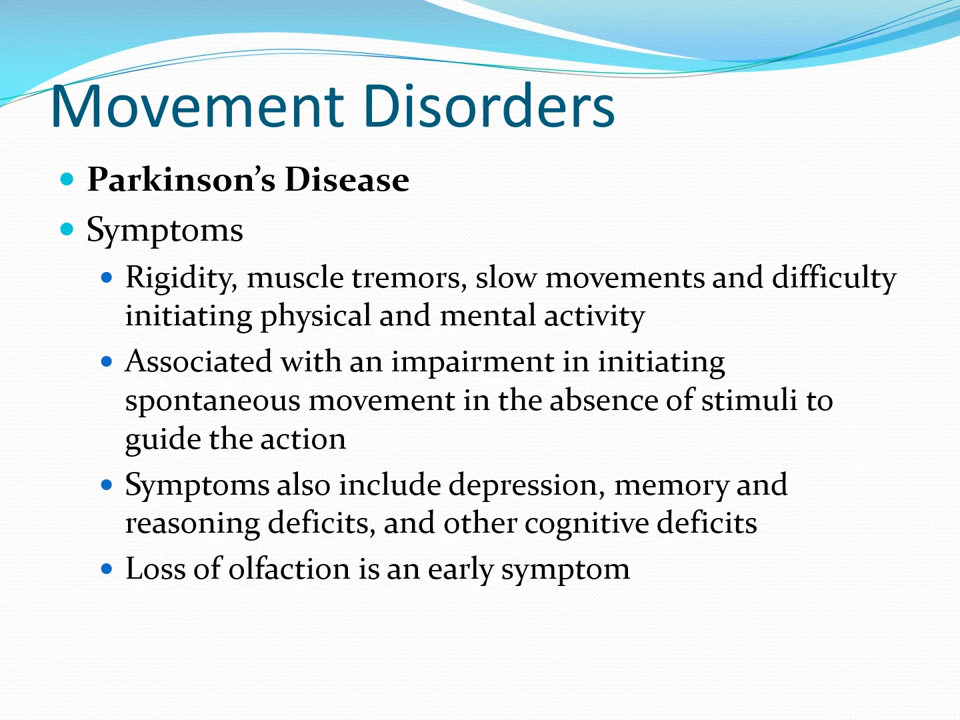 Movement Disorders
Parkinson's Disease
Symptoms
Rigidity, muscle tremors, slow movements and difficulty
initiating physical and mental activity
Associated with an impairment in initiating
spontaneous movement in the absence of stimuli to
guide the action
Symptoms also include depression, memory and
reasoning deficits, and other cognitive deficits
Loss of olfaction is an early symptom